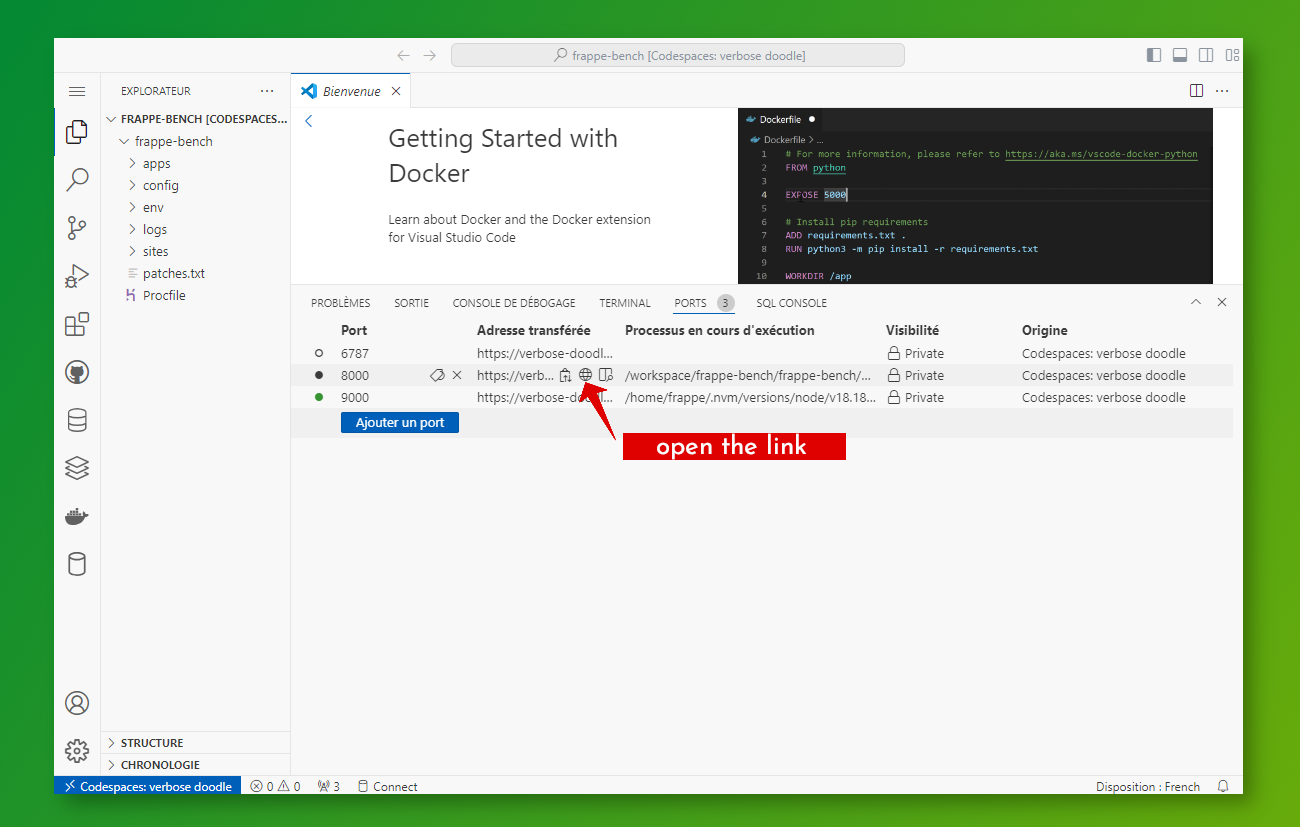 frappe-bench [Codespaces: verbose doodle]
EXPLORATEUR
FRAPPE-BENCH [CODESPACES...
frappe-bench
apps
config
env
logs
sites
patches.txt
Procfile
STRUCTURE
CHRONOLOGIE
Bienvenue
Getting Started with
Docker
Learn about Docker and the Docker extension
for Visual Studio Code
Dockerfile
Dockerfile > ...
1 # For more information, please refer to https://aka.ms/vscode-docker-python
2 FROM python
3
4 EXPOSE 5000
5
6 # Install pip requirements
7 ADD requirements.txt .
8 RUN python3 -m pip install -r requirements.txt
9
10 WORKDIR /app
PROBLÈMES SORTIE CONSOLE DE DÉBOGAGE TERMINAL PORTS 3 SQL CONSOLE
Port Adresse transférée Processus en cours d'exécution Visibilité Origine
6787 https://verbose-doodl... Private Codespaces: verbose doodle
8000 https://verb... /workspace/frappe-bench/frappe-bench/... Private Codespaces: verbose doodle
9000 https://verbose-doodl... /home/frappe/.nvm/versions/node/v18.18... Private Codespaces: verbose doodle
Ajouter un port
open the link
Codespaces: verbose doodle 0 0 3 Connect Disposition : French